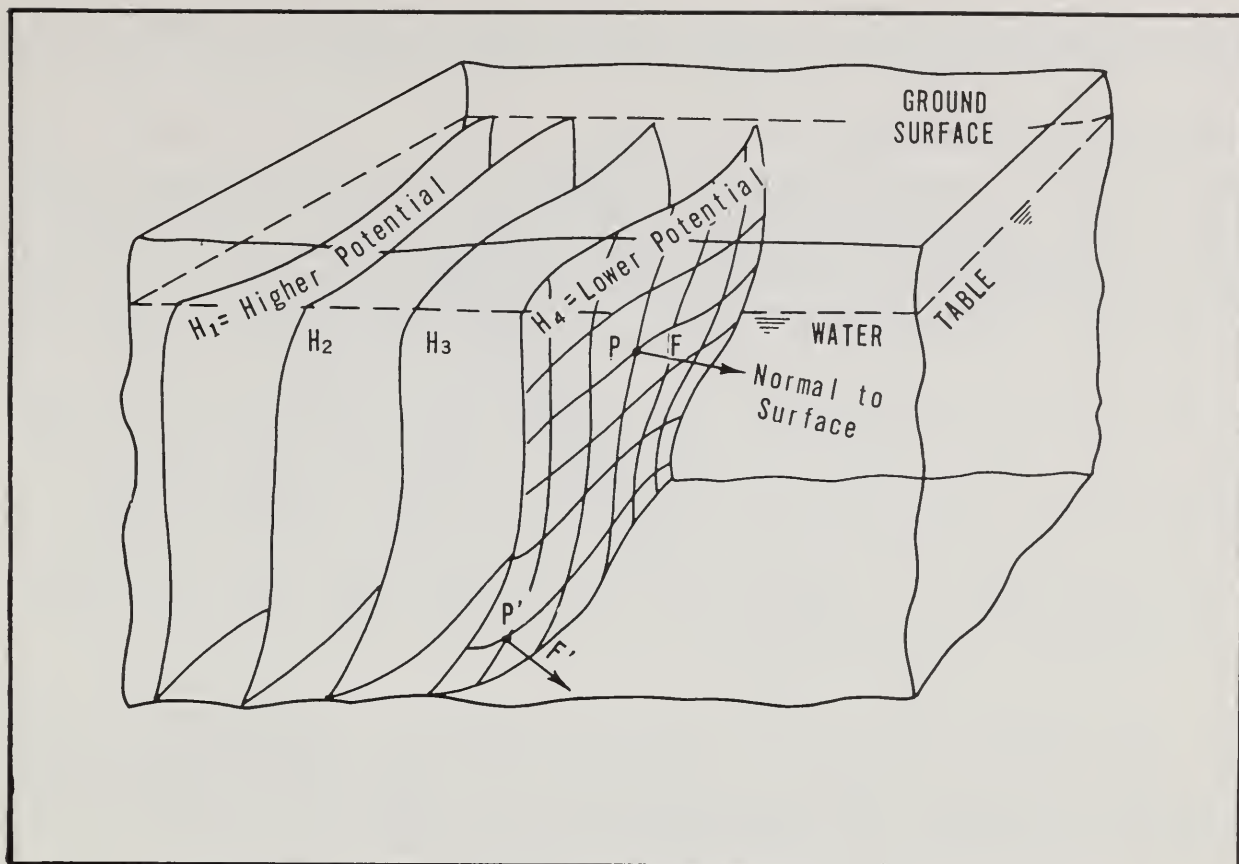 GROUND
SURFACE
H₁= Higher Potential
H₂
H₃
H₄=Lower Potential
P
F
WATER
TABLE
Normal to
Surface
P'
F'